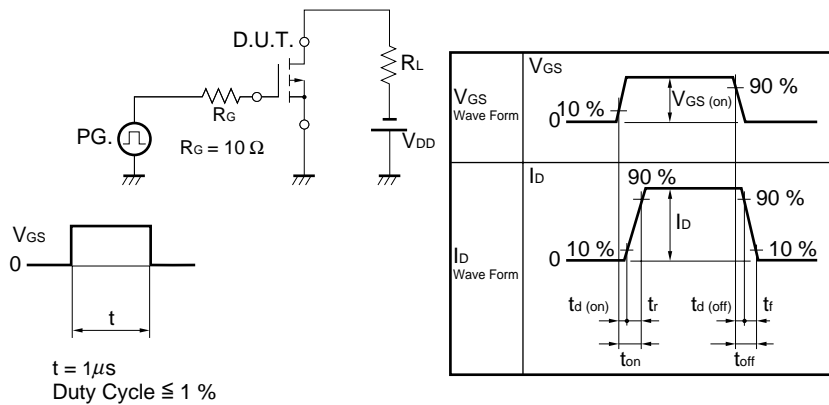 D.U.T.
RL
RG
PG.
RG = 10 Ω
VDD
VGS
0
t
t = 1μs
Duty Cycle ≦ 1 %
VGS
Wave Form
VGS
10 %
0
VGS (on)
90 %
ID
Wave Form
ID
90 %
90 %
ID
10 %
0
10 %
td (on)
tr
td (off)
tf
ton
toff